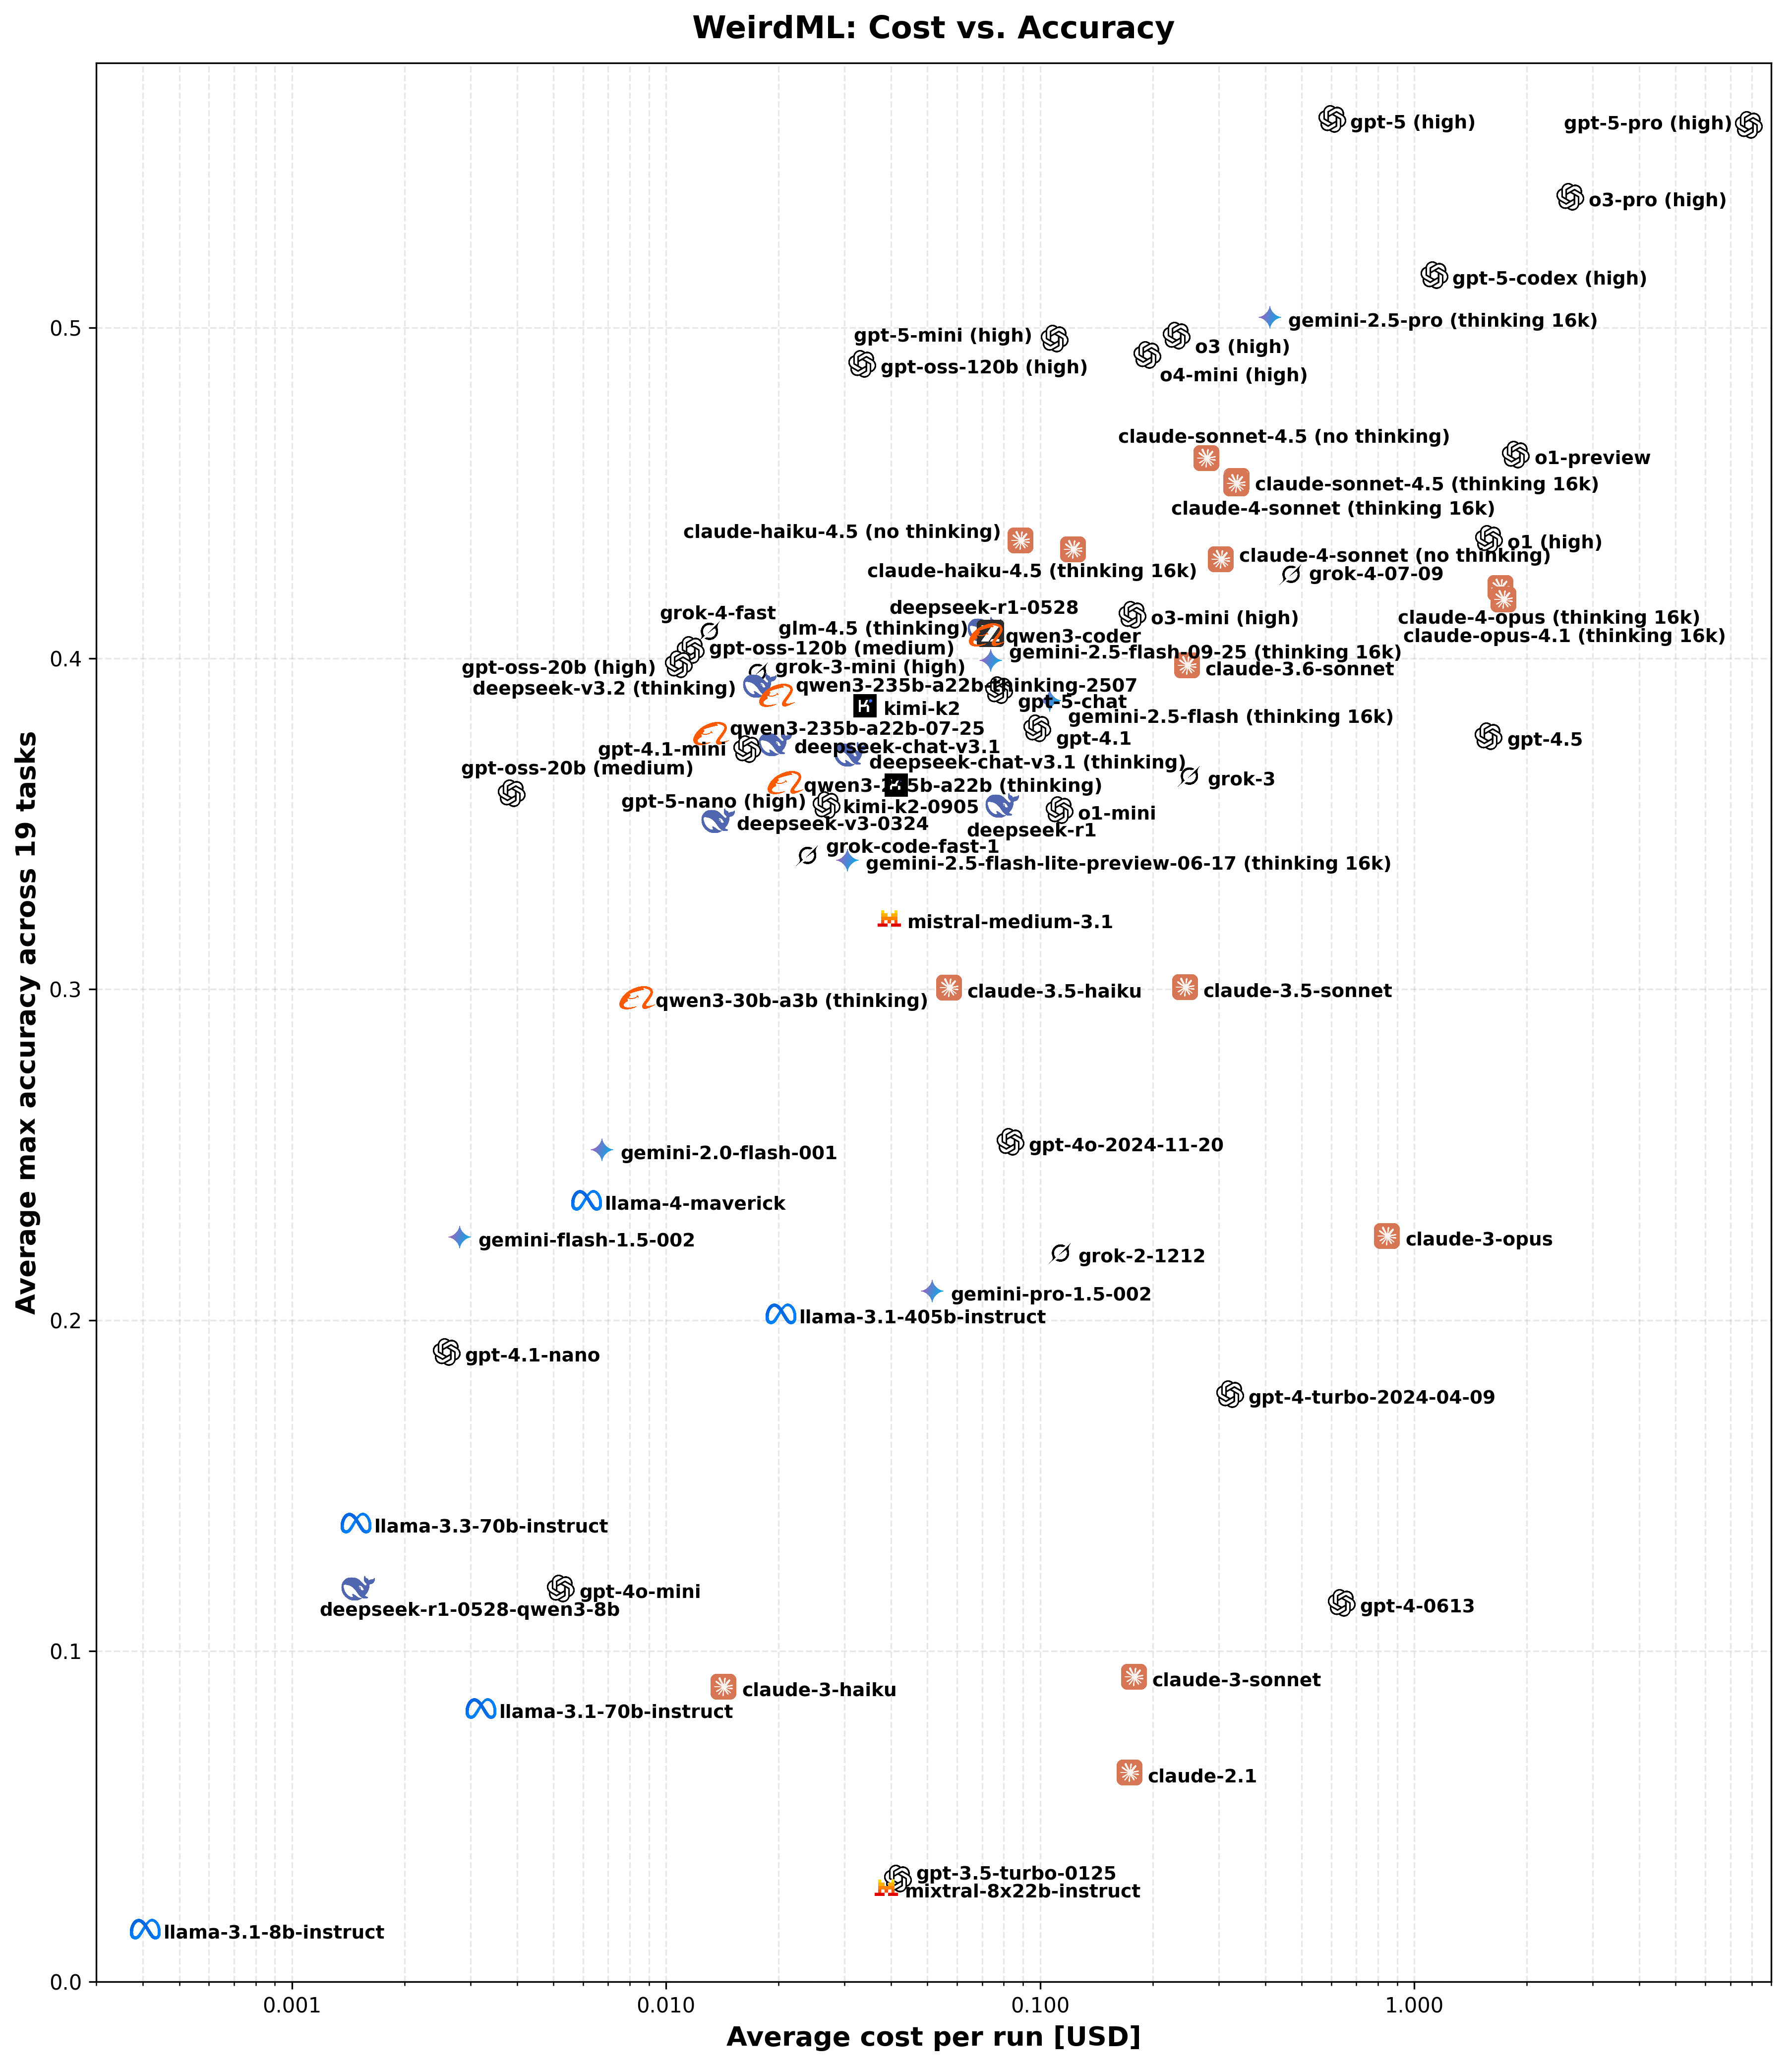 WeirdML: Cost vs. Accuracy
gpt-5 (high)
gpt-5-pro (high)
o3-pro (high)
gpt-5-codex (high)
gemini-2.5-pro (thinking 16k)
gpt-5-mini (high)
o3 (high)
gpt-oss-120b (high)
o4-mini (high)
claude-sonnet-4.5 (no thinking)
o1-preview
claude-sonnet-4.5 (thinking 16k)
claude-4-sonnet (thinking 16k)
claude-haiku-4.5 (no thinking)
o1 (high)
claude-4-sonnet (no thinking)
claude-haiku-4.5 (thinking 16k)
grok-4-07-09
deepseek-r1-0528
grok-4-fast
o3-mini (high)
claude-4-opus (thinking 16k)
glm-4.5 (thinking)
qwen3-coder
claude-opus-4.1 (thinking 16k)
gpt-oss-120b (medium)
gemini-2.5-flash-09-25 (thinking 16k)
gpt-oss-20b (high)
grok-3-mini (high)
claude-3.6-sonnet
deepseek-v3.2 (thinking)
qwen3-235b-a22b-thinking-2507
gpt-5-chat
kimi-k2
gemini-2.5-flash (thinking 16k)
qwen3-235b-a22b-07-25
gpt-4.1
gpt-4.5
gpt-4.1-mini
deepseek-chat-v3.1
deepseek-chat-v3.1 (thinking)
gpt-oss-20b (medium)
grok-3
qwen3-235b-a22b (thinking)
gpt-5-nano (high)
kimi-k2-0905
o1-mini
deepseek-v3-0324
deepseek-r1
grok-code-fast-1
gemini-2.5-flash-lite-preview-06-17 (thinking 16k)
mistral-medium-3.1
claude-3.5-haiku
claude-3.5-sonnet
qwen3-30b-a3b (thinking)
gpt-4o-2024-11-20
gemini-2.0-flash-001
llama-4-maverick
gemini-flash-1.5-002
claude-3-opus
grok-2-1212
gemini-pro-1.5-002
llama-3.1-405b-instruct
gpt-4.1-nano
gpt-4-turbo-2024-04-09
llama-3.3-70b-instruct
gpt-4o-mini
deepseek-r1-0528-qwen3-8b
gpt-4-0613
claude-3-sonnet
claude-3-haiku
llama-3.1-70b-instruct
claude-2.1
gpt-3.5-turbo-0125
mixtral-8x22b-instruct
llama-3.1-8b-instruct
0.5
0.4
0.3
0.2
0.1
0.0
Average max accuracy across 19 tasks
0.001
0.010
0.100
1.000
Average cost per run [USD]